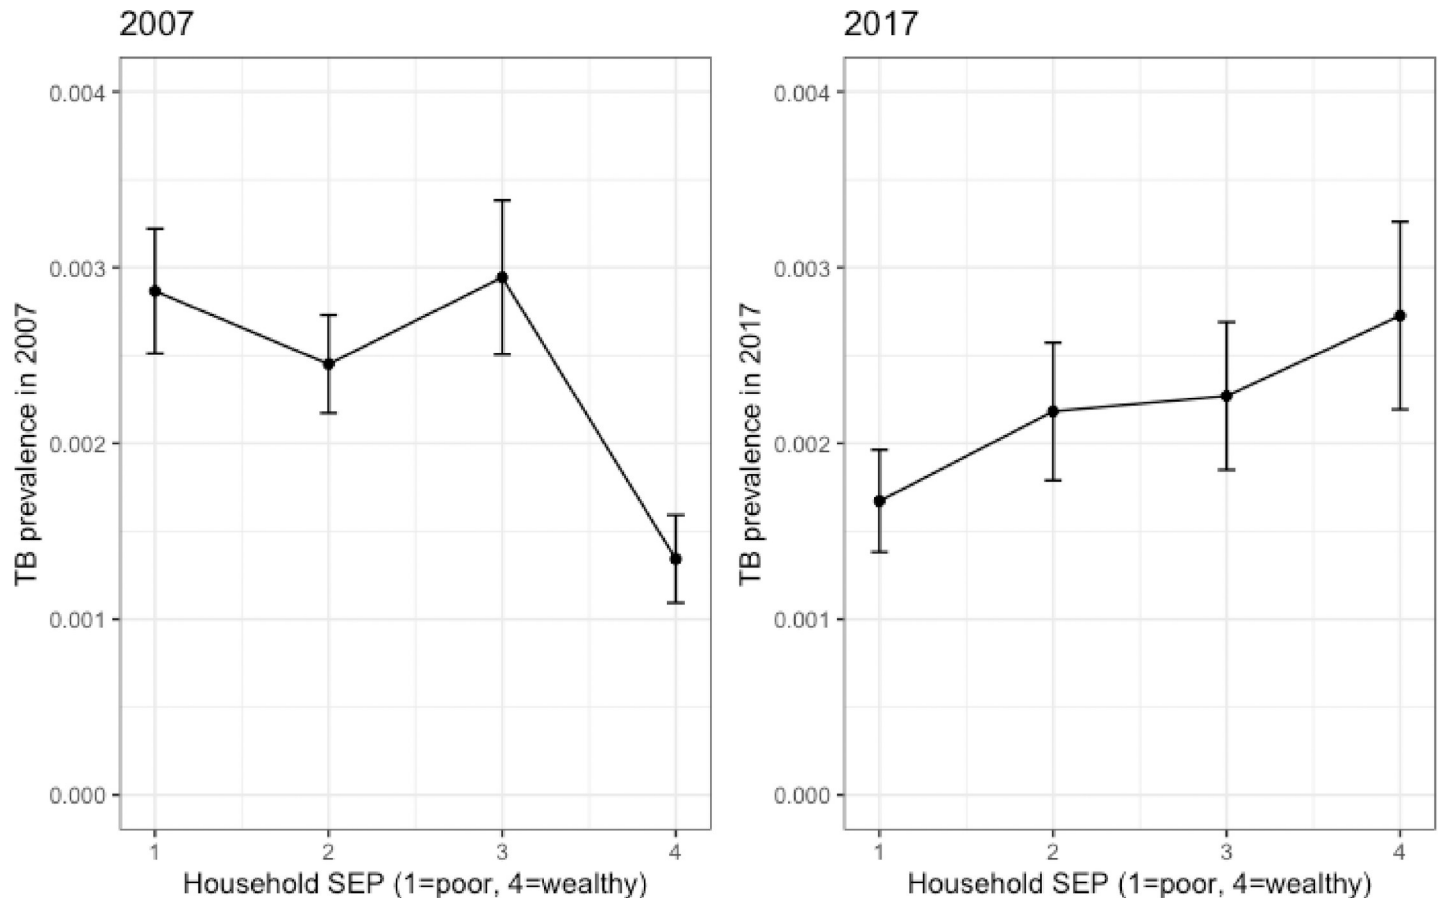 2007
0.004
0.003
0.002
0.001
0.000
TB prevalence in 2007
1 2 3 4
Household SEP (1=poor, 4=wealthy)
2017
0.004
0.003
0.002
0.001
0.000
TB prevalence in 2017
1 2 3 4
Household SEP (1=poor, 4=wealthy)